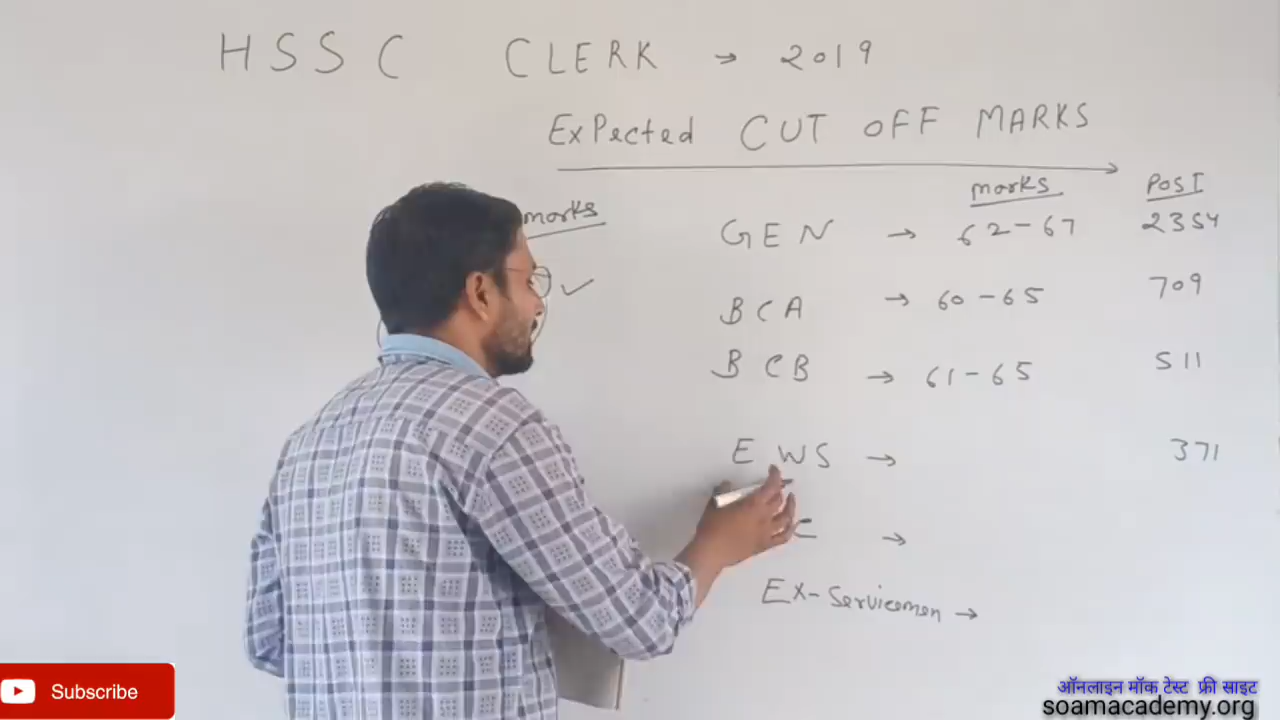 HSSC CLERK → 2019
Expected CUT OFF MARKS
marks
marks POST
GEN → 62-67 2354
BCA → 60-65 709
BCB → 61-65 511
EWS → 371
C →
Ex-Servicemen →
Subscribe
ऑनलाइन मॉक टेस्ट फ्री साइट
soamacademy.org